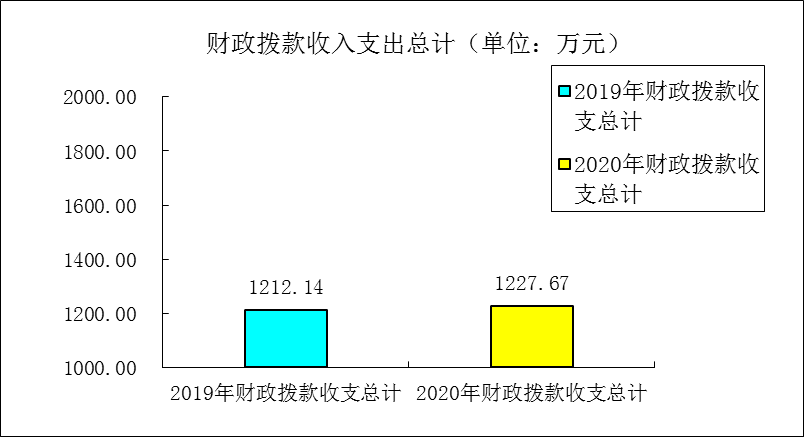 财政拨款收入支出总计（单位：万元）
2019年财政拨款收
支总计
2020年财政拨款收
支总计
2000.00
1800.00
1600.00
1400.00
1200.00
1000.00
1212.14
1227.67
2019年财政拨款收支总计
2020年财政拨款收支总计